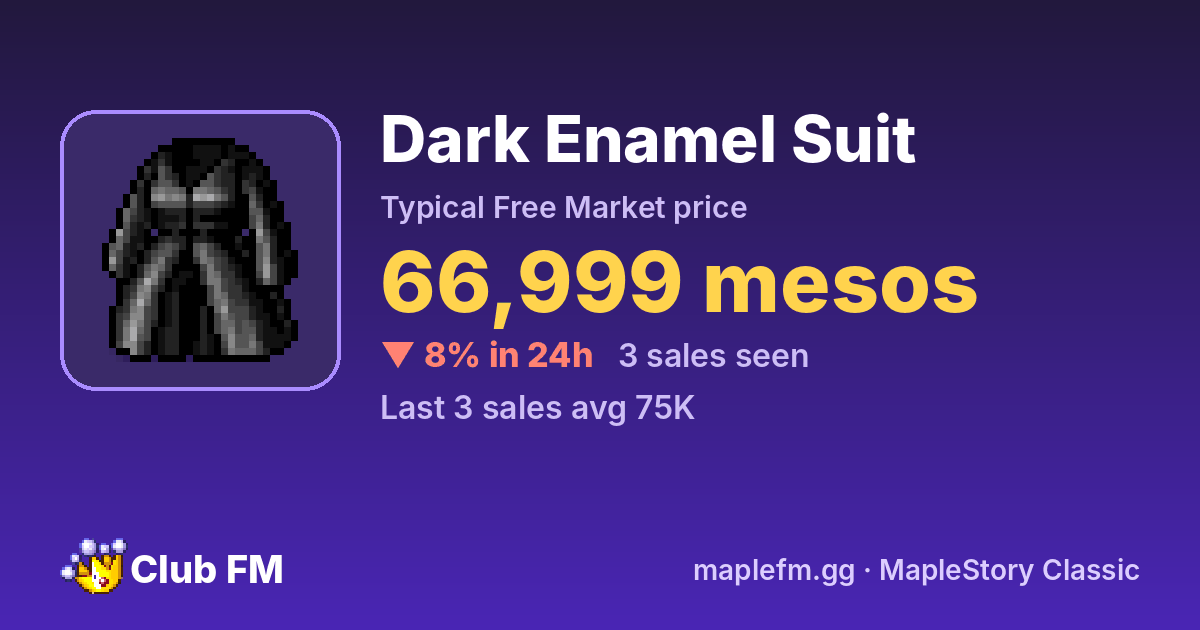 Dark Enamel Suit
Typical Free Market price
66,999 mesos
▼ 8% in 24h 3 sales seen
Last 3 sales avg 75K
Club FM
maplefm.gg · MapleStory Classic